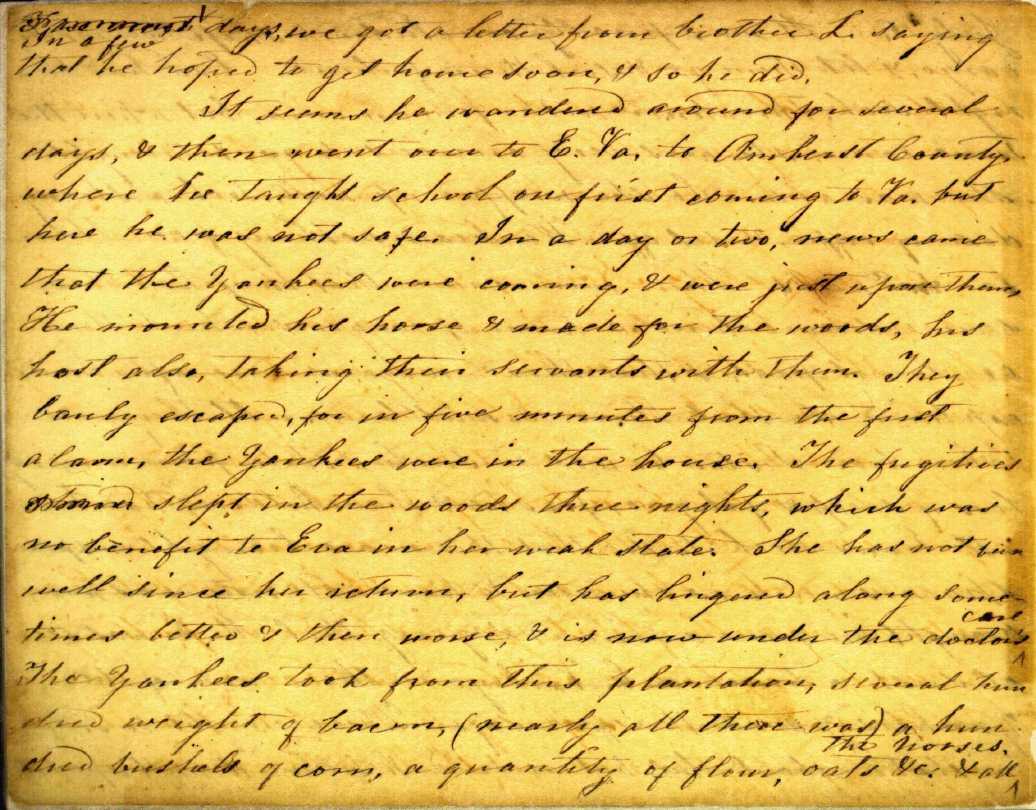 In a few days, we got a letter from brother L. saying
that he hoped to get home soon, & so he did.
It seems he wandered around for several
days, & then went over to E. Va. to Amherst County,
where he taught school on first coming to Va. but
here he was not safe. In a day or two, news came
that the Yankees were coming, & were just upon them,
He mounted his horse & made for the woods, his
host also, taking their servants with them. They
barely escaped, for in five minutes from the first
alarm, the Yankees were in the house. The fugitives
slept in the woods three nights, which was
no benefit to Eva in her weak state. She has not been
well since her return, but has lingered along some-
times better & then worse, & is now under the doctor's care
The Yankees took from this plantation, several hun
dred weight of bacon, (nearly all there was) a hun
dred bushels of corn, a quantity of flour, oats &c. & all the horses.